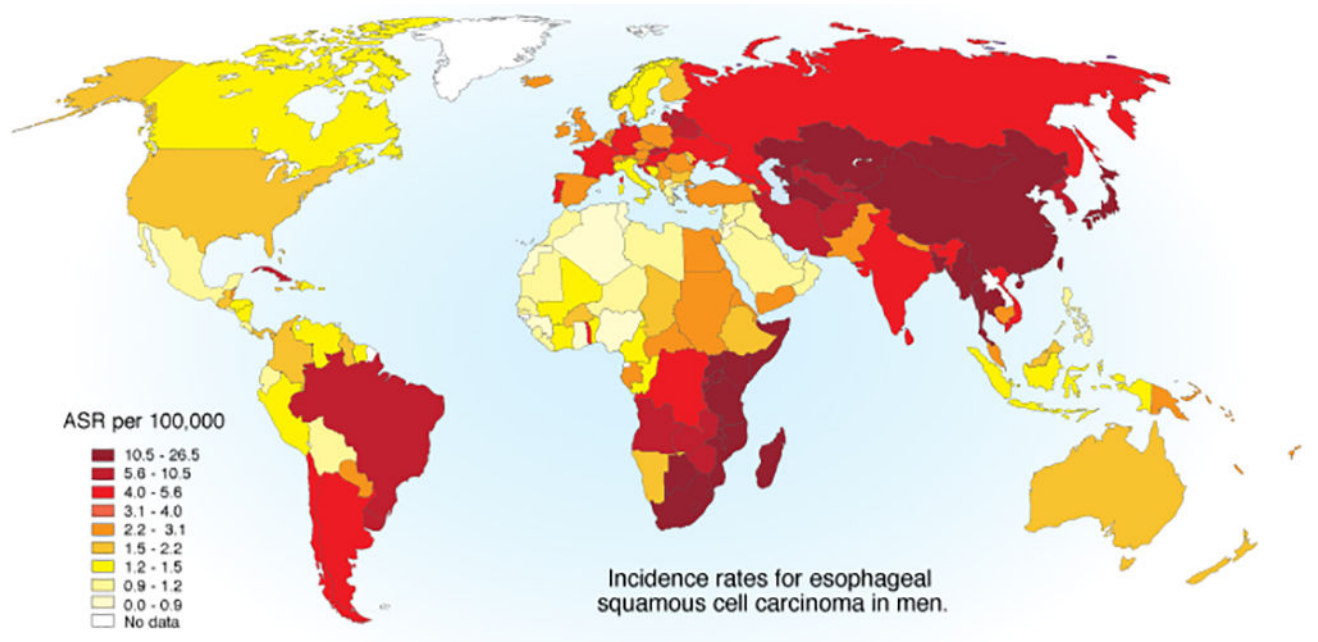 ASR per 100,000
10.5 - 26.5
5.6 - 10.5
4.0 - 5.6
3.1 - 4.0
2.2 - 3.1
1.5 - 2.2
1.2 - 1.5
0.9 - 1.2
0.0 - 0.9
No data
Incidence rates for esophageal
squamous cell carcinoma in men.